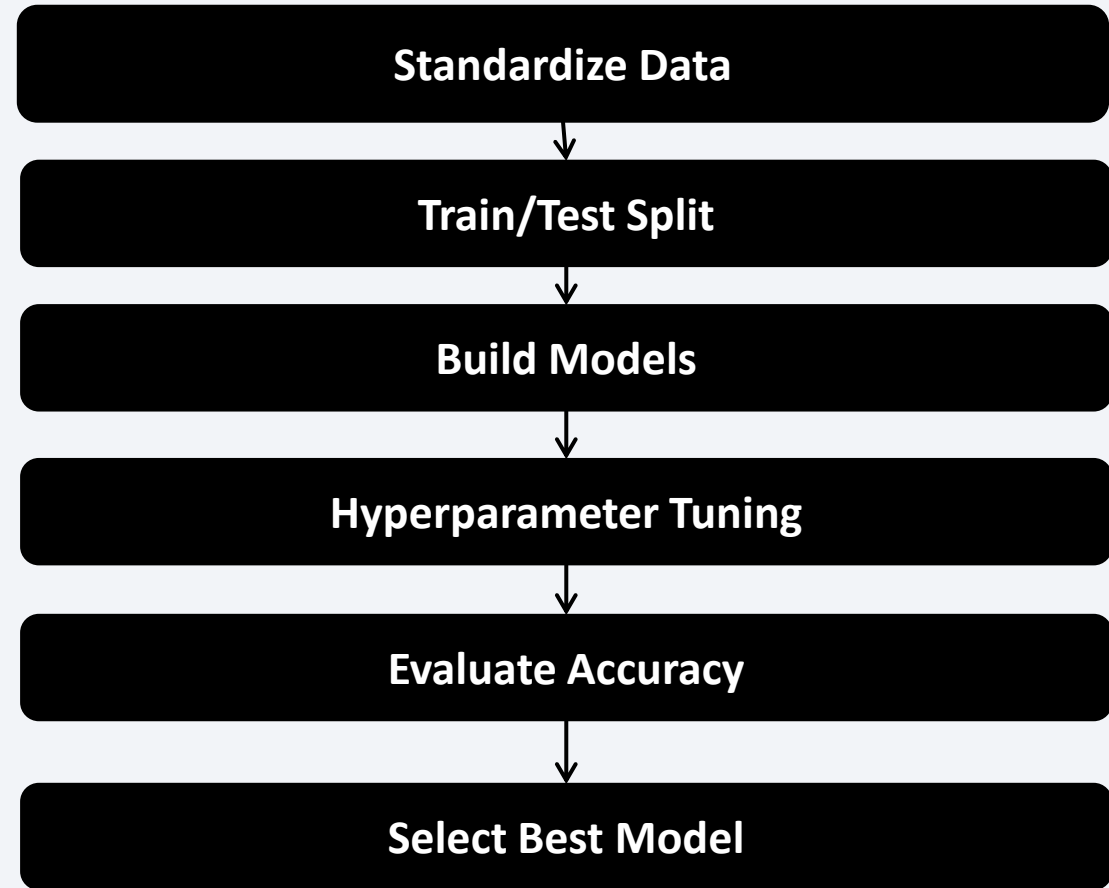 Standardize Data
Train/Test Split
Build Models
Hyperparameter Tuning
Evaluate Accuracy
Select Best Model